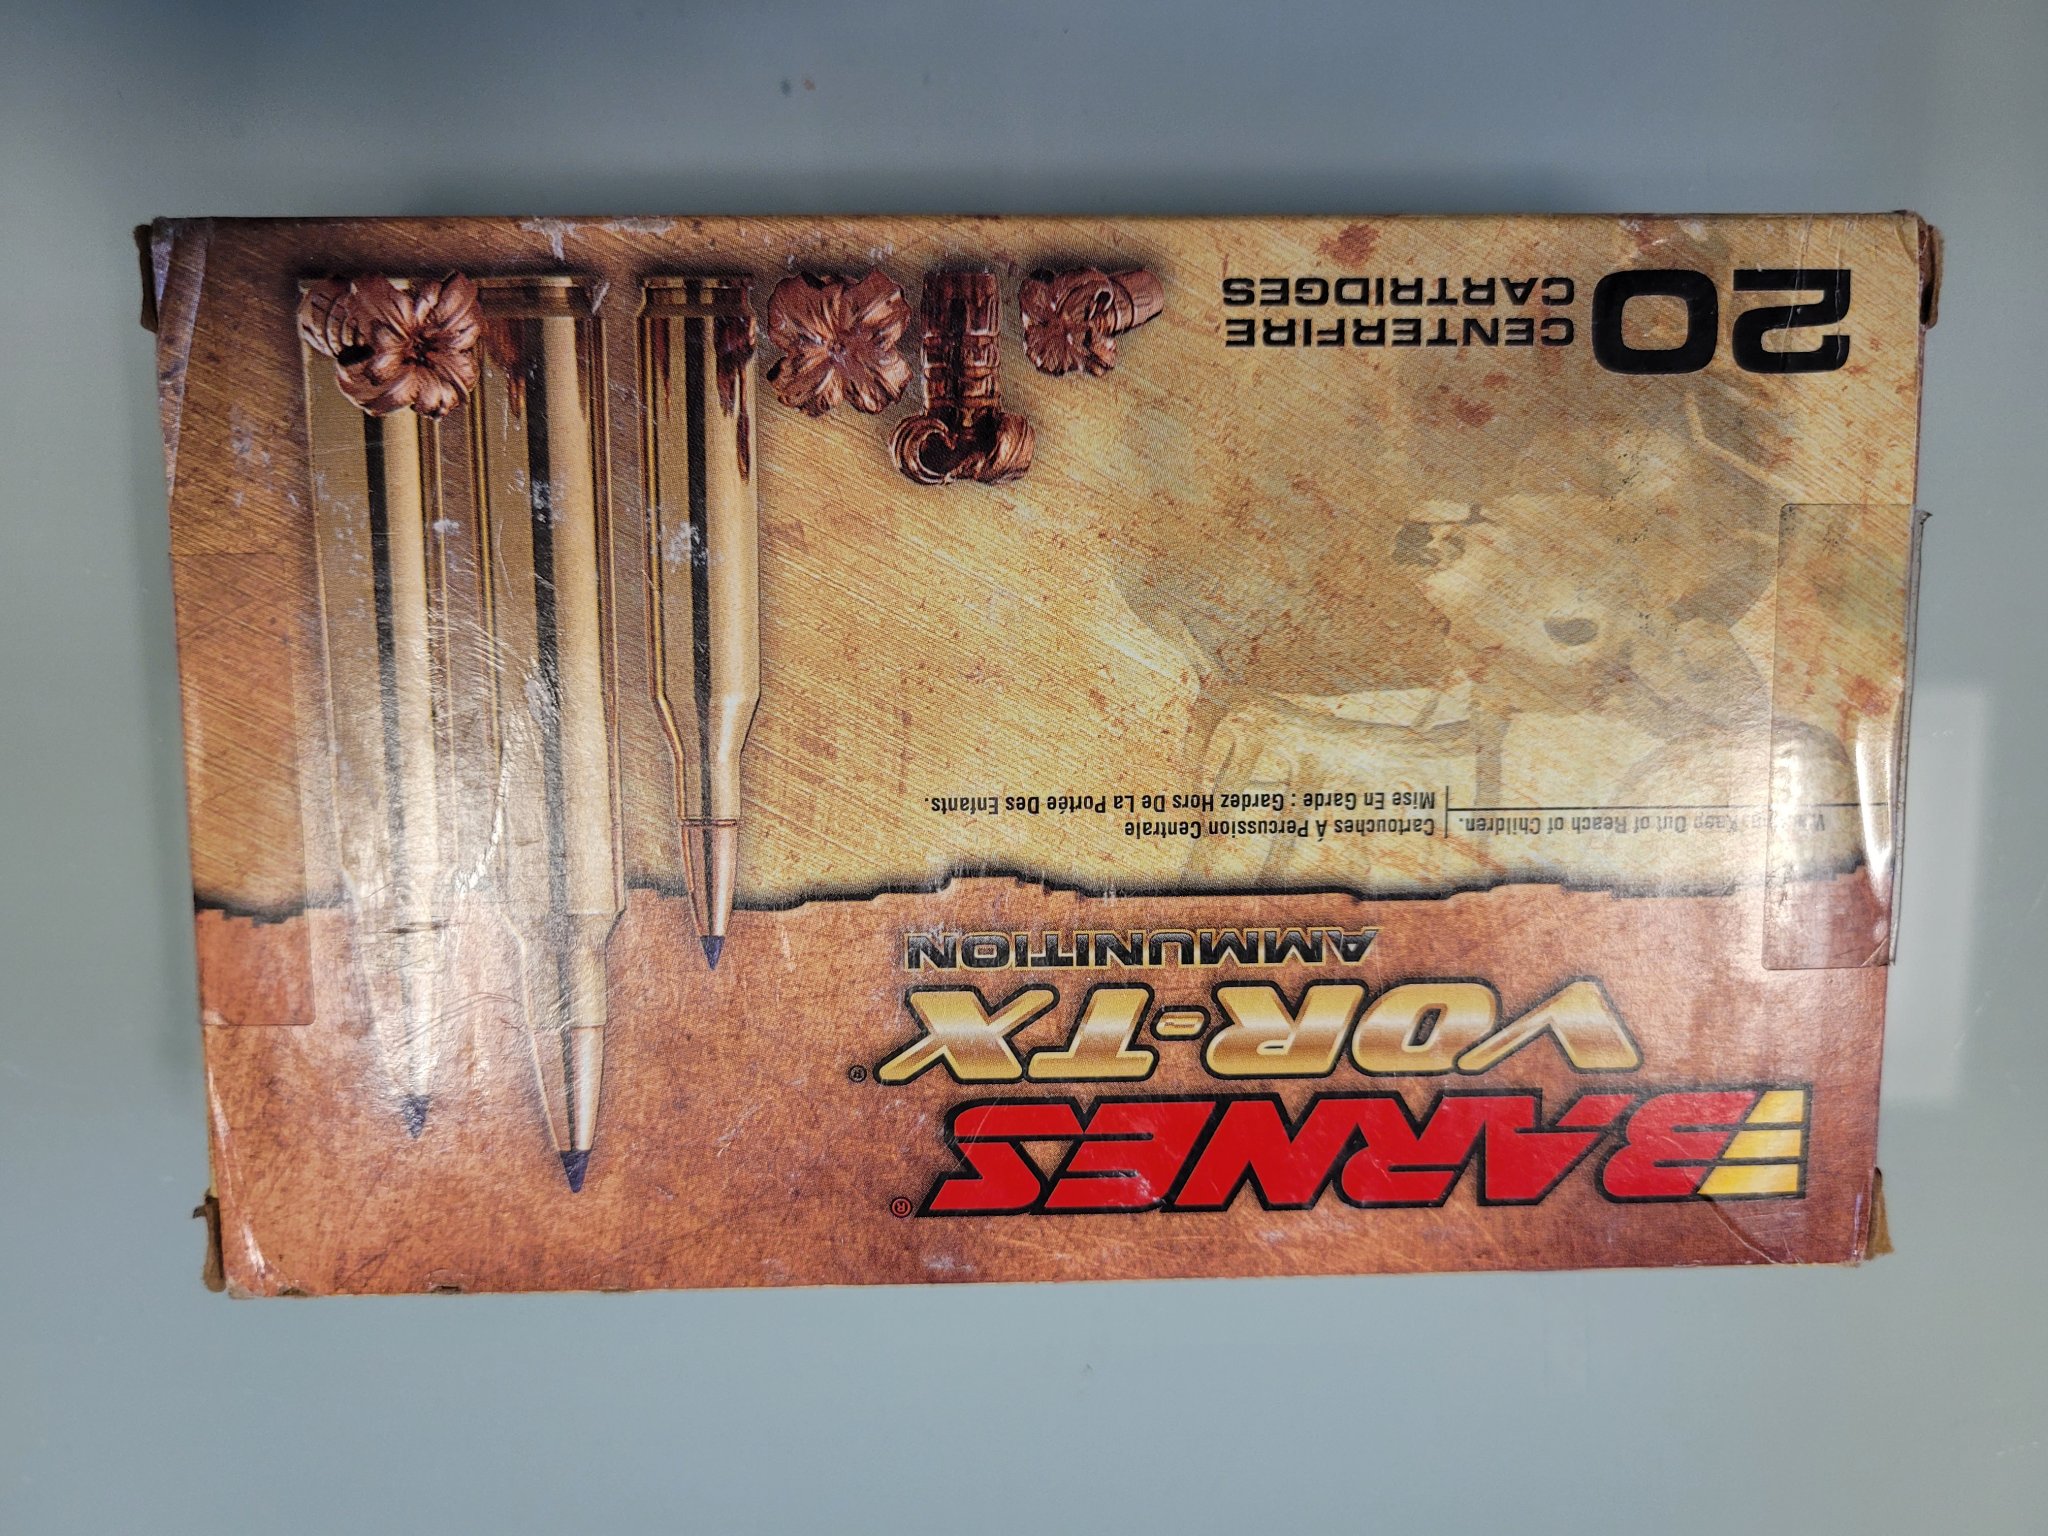 BARNES®
VOR-TX®
AMMUNITION
Warning: Keep Out of Reach of Children.
Cartouches Á Percussion Centrale
Mise En Garde : Gardez Hors De La Portée Des Enfants.
20
CENTERFIRE
CARTRIDGES